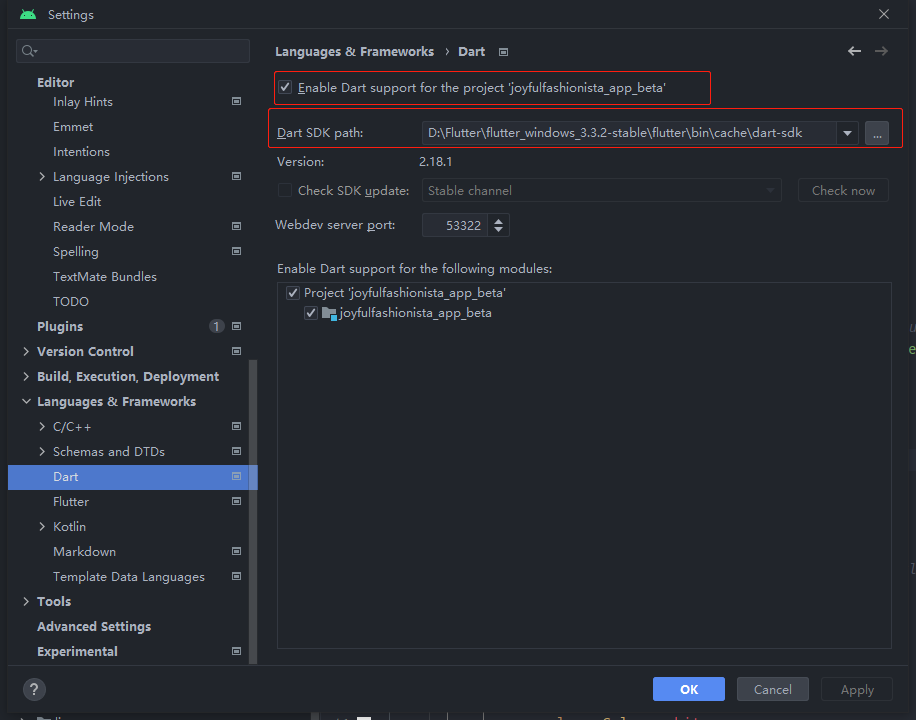 Settings
Languages & Frameworks › Dart
Editor
Inlay Hints
Emmet
Intentions
Language Injections
Live Edit
Reader Mode
Spelling
TextMate Bundles
TODO
Plugins 1
Version Control
Build, Execution, Deployment
Languages & Frameworks
C/C++
Schemas and DTDs
Dart
Flutter
Kotlin
Markdown
Template Data Languages
Tools
Advanced Settings
Experimental
Enable Dart support for the project 'joyfulfashionista_app_beta'
Dart SDK path: D:\Flutter\flutter_windows_3.3.2-stable\flutter\bin\cache\dart-sdk ...
Version: 2.18.1
Check SDK update: Stable channel Check now
Webdev server port: 53322
Enable Dart support for the following modules:
Project 'joyfulfashionista_app_beta'
joyfulfashionista_app_beta
? OK Cancel Apply